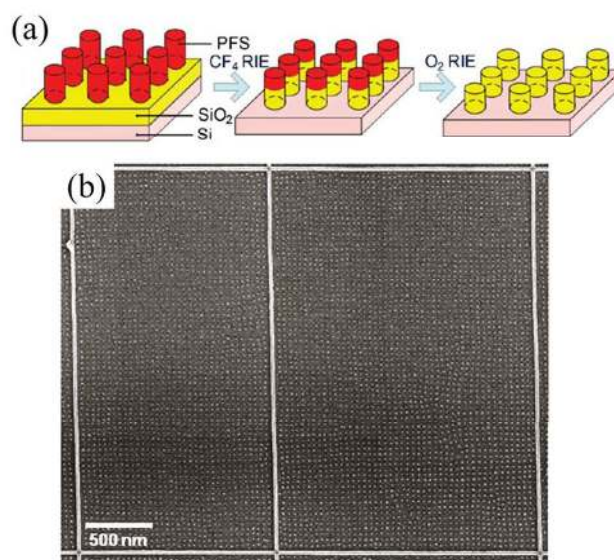 (a)
PFS
CF₄ RIE
O₂ RIE
SiO₂
Si
(b)
500 nm